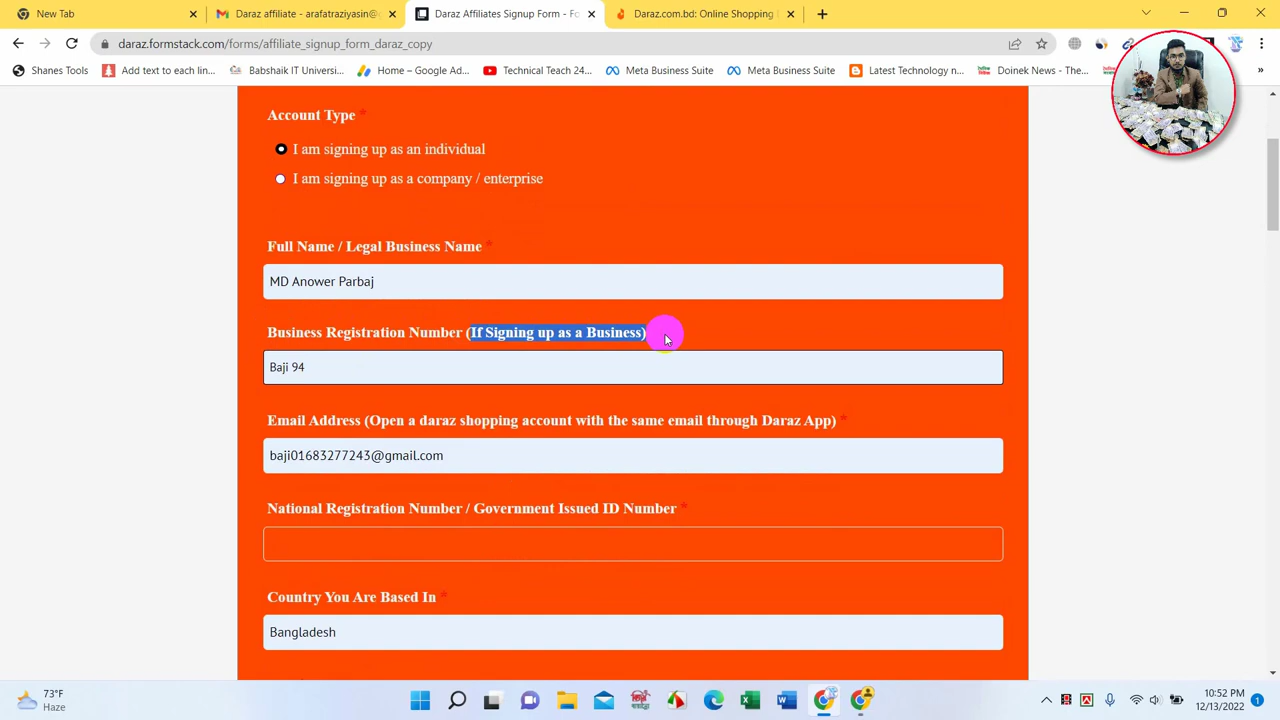 New Tab
Daraz affiliates - arafatraziyasin@
Daraz Affiliates Signup Form - Fo
Daraz.com.bd: Online Shopping
daraz.formstack.com/forms/affiliate_signup_form_daraz_copy
Shanes Tools
Add text to each lin...
Babshaik IT Universi...
Home – Google Ad...
Technical Teach 24...
Meta Business Suite
Meta Business Suite
Latest Technology n...
Doinek News - The...
Account Type *
I am signing up as an individual
I am signing up as a company / enterprise
Full Name / Legal Business Name *
MD Anower Parbaj
Business Registration Number (If Signing up as a Business)
Baji 94
Email Address (Open a daraz shopping account with the same email through Daraz App) *
baji01683277243@gmail.com
National Registration Number / Government Issued ID Number *
Country You Are Based In *
Bangladesh
73°F
Haze
10:52 PM
12/13/2022
1